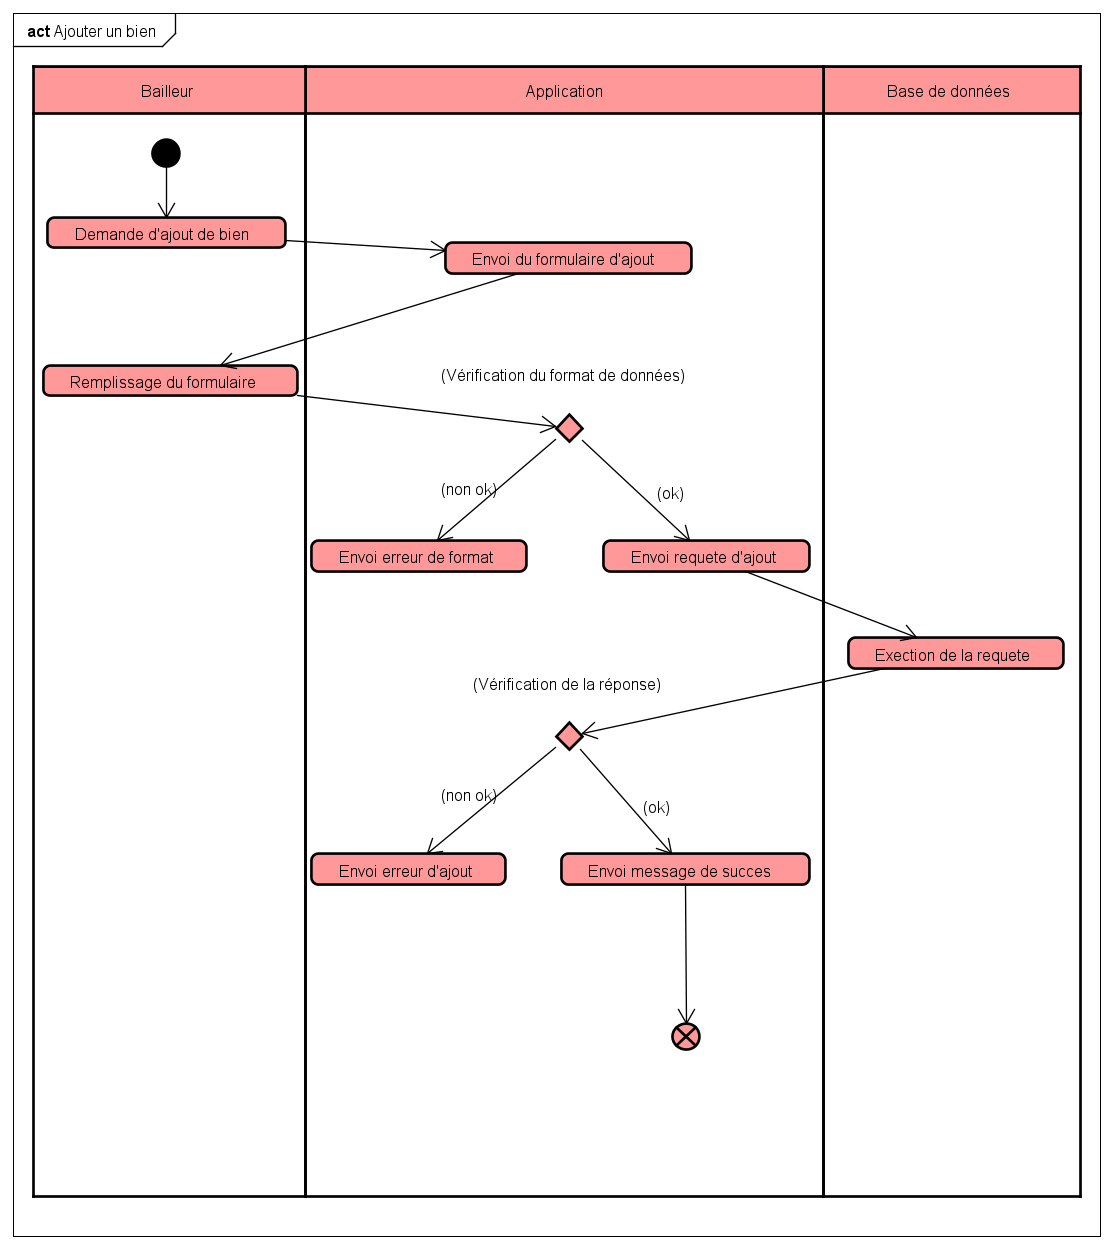 act Ajouter un bien
Bailleur
Application
Base de données
Demande d'ajout de bien
Envoi du formulaire d'ajout
Remplissage du formulaire
(Vérification du format de données)
(non ok)
(ok)
Envoi erreur de format
Envoi requete d'ajout
Exection de la requete
(Vérification de la réponse)
(non ok)
(ok)
Envoi erreur d'ajout
Envoi message de succes